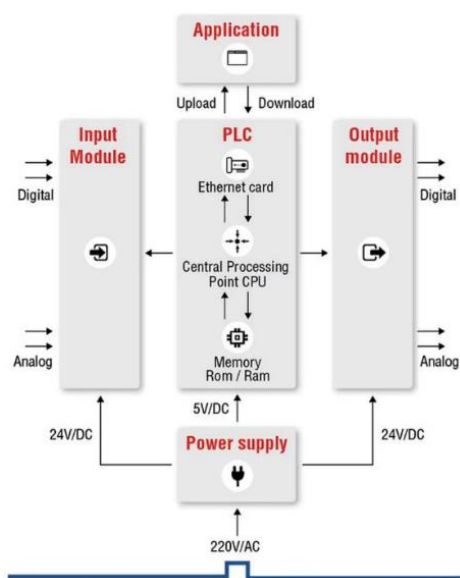 Application
Upload
Download
Input
Module
PLC
Output
module
Ethernet card
Digital
Digital
Central Processing
Point CPU
Memory
Rom / Ram
Analog
Analog
5V/DC
24V/DC
24V/DC
Power supply
220V/AC